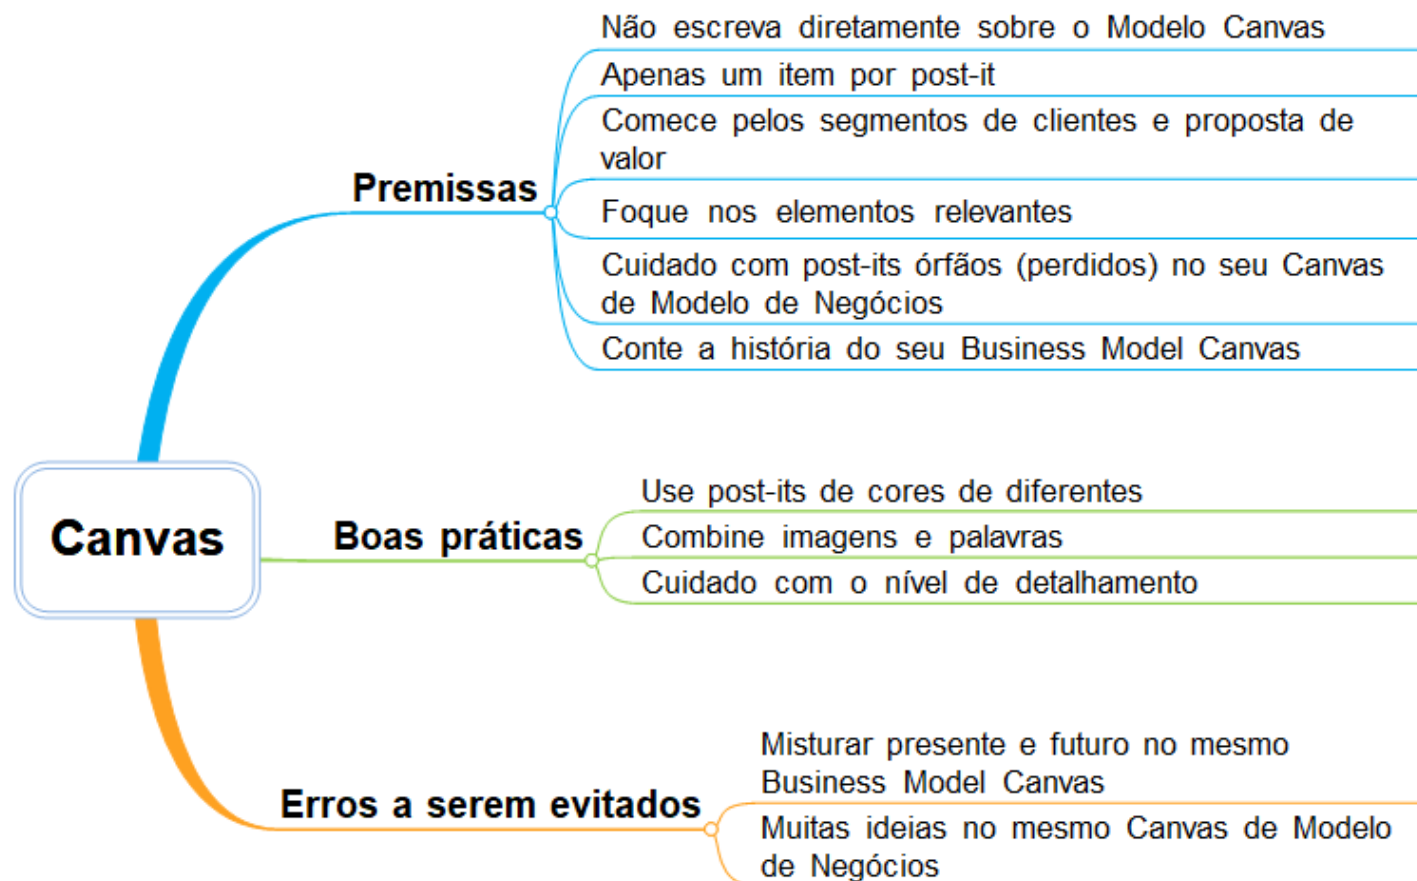 Não escreva diretamente sobre o Modelo Canvas
Apenas um item por post-it
Comece pelos segmentos de clientes e proposta de
valor
Premissas
Foque nos elementos relevantes
Cuidado com post-its órfãos (perdidos) no seu Canvas
de Modelo de Negócios
Conte a história do seu Business Model Canvas
Canvas
Boas práticas
Use post-its de cores de diferentes
Combine imagens e palavras
Cuidado com o nível de detalhamento
Erros a serem evitados
Misturar presente e futuro no mesmo
Business Model Canvas
Muitas ideias no mesmo Canvas de Modelo
de Negócios